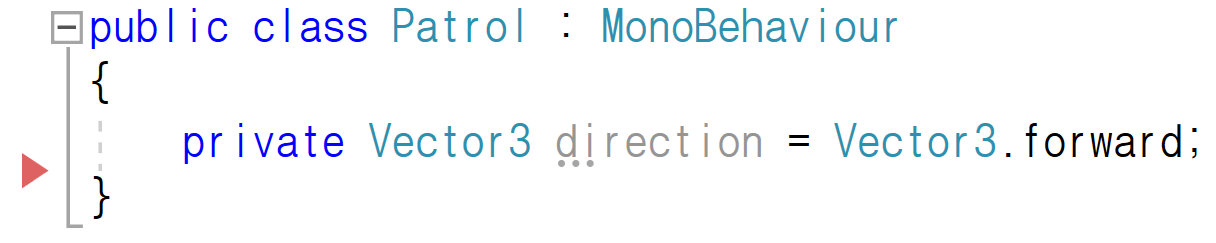 public class Patrol : MonoBehaviour
{
    private Vector3 direction = Vector3.forward;
}